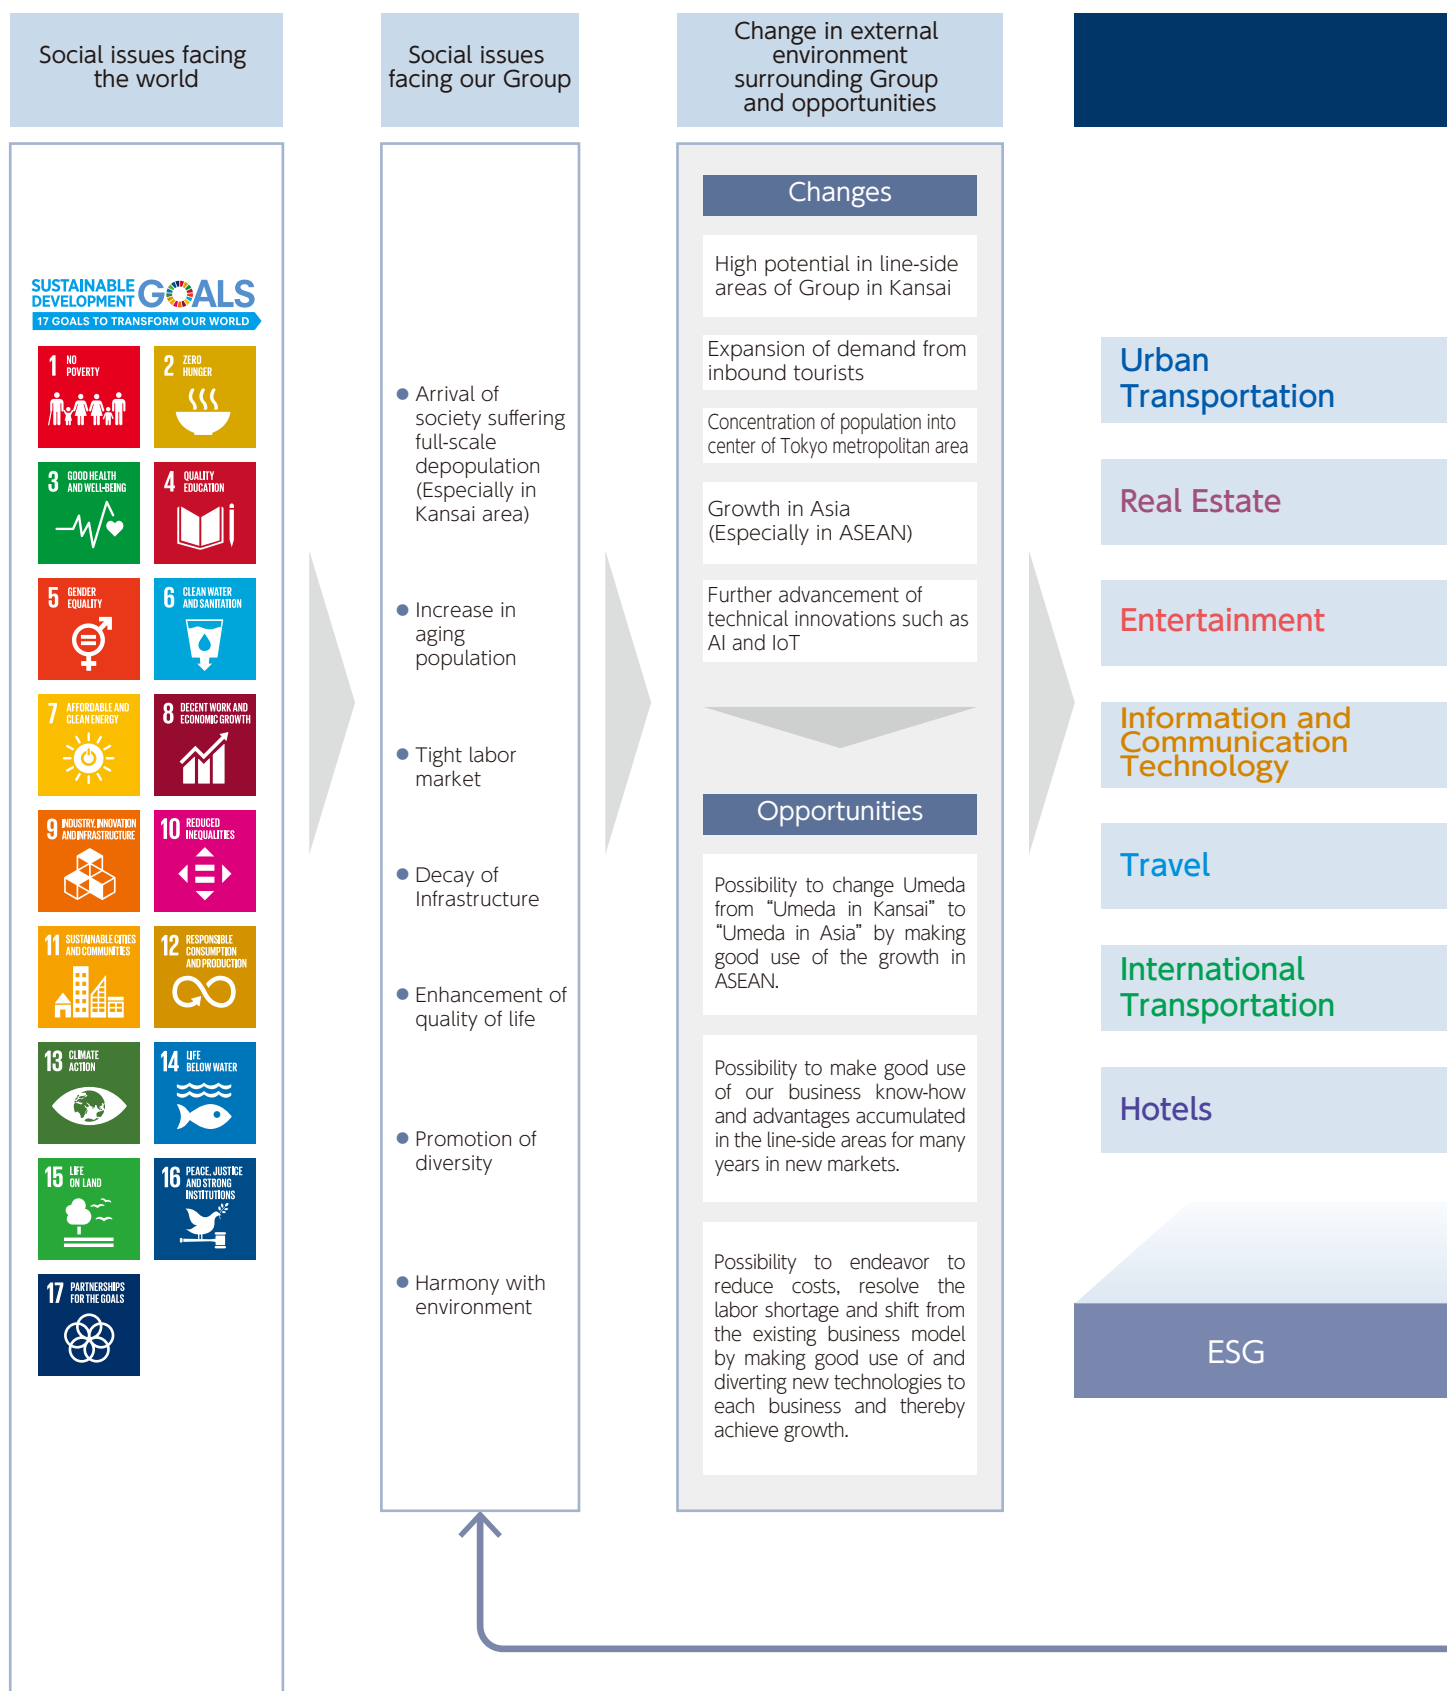 Social issues facing
the world
SUSTAINABLE
DEVELOPMENT GOALS
17 GOALS TO TRANSFORM OUR WORLD
1 NO
POVERTY
2 ZERO
HUNGER
3 GOOD HEALTH
AND WELL-BEING
4 QUALITY
EDUCATION
5 GENDER
EQUALITY
6 CLEAN WATER
AND SANITATION
7 AFFORDABLE AND
CLEAN ENERGY
8 DECENT WORK AND
ECONOMIC GROWTH
9 INDUSTRY, INNOVATION
AND INFRASTRUCTURE
10 REDUCED
INEQUALITIES
11 SUSTAINABLE CITIES
AND COMMUNITIES
12 RESPONSIBLE
CONSUMPTION
AND PRODUCTION
13 CLIMATE
ACTION
14 LIFE
BELOW WATER
15 LIFE
ON LAND
16 PEACE, JUSTICE
AND STRONG
INSTITUTIONS
17 PARTNERSHIPS
FOR THE GOALS
Social issues
facing our Group
● Arrival of
society suffering
full-scale
depopulation
(Especially in
Kansai area)
● Increase in
aging
population
● Tight labor
market
● Decay of
Infrastructure
● Enhancement of
quality of life
● Promotion of
diversity
● Harmony with
environment
Change in external
environment
surrounding Group
and opportunities
Changes
High potential in line-side
areas of Group in Kansai
Expansion of demand from
inbound tourists
Concentration of population into
center of Tokyo metropolitan area
Growth in Asia
(Especially in ASEAN)
Further advancement of
technical innovations such as
AI and IoT
Opportunities
Possibility to change Umeda
from “Umeda in Kansai” to
“Umeda in Asia” by making
good use of the growth in
ASEAN.
Possibility to make good use
of our business know-how
and advantages accumulated
in the line-side areas for many
years in new markets.
Possibility to endeavor to
reduce costs, resolve the
labor shortage and shift from
the existing business model
by making good use of and
diverting new technologies to
each business and thereby
achieve growth.
Urban
Transportation
Real Estate
Entertainment
Information and
Communication
Technology
Travel
International
Transportation
Hotels
ESG